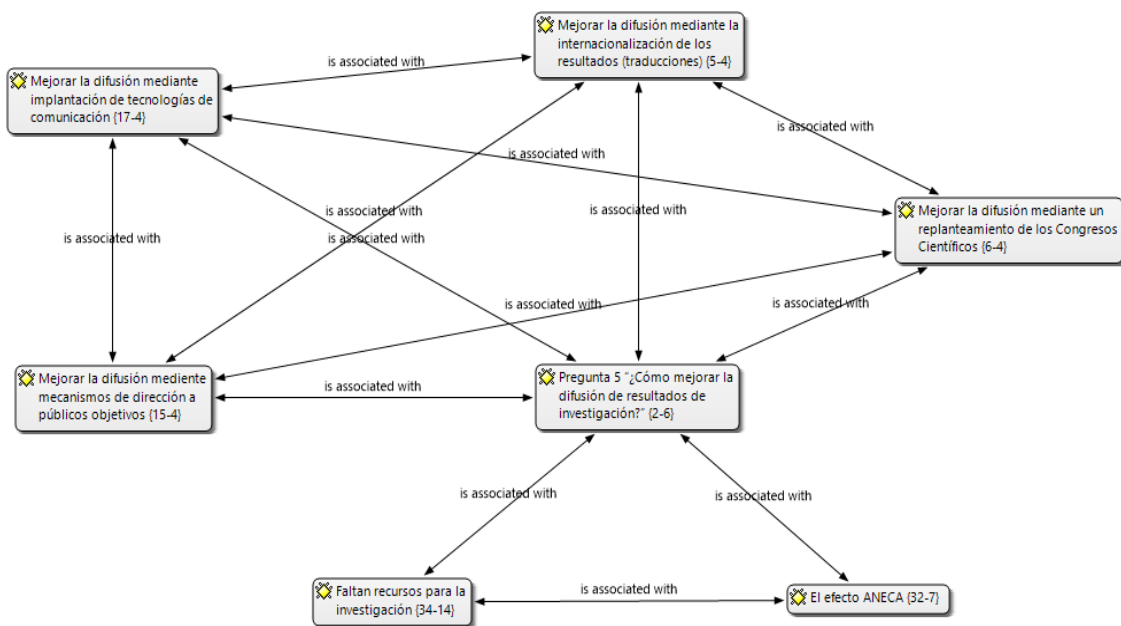 Mejorar la difusión mediante la
internacionalización de los
resultados (traducciones) {5-4}
is associated with
Mejorar la difusión mediante
implantación de tecnologías de
comunicación {17-4}
is associated with
is associated with
Mejorar la difusión mediante un
replanteamiento de los Congresos
Científicos {6-4}
is associated with
is associated with
is associated with
is associated with
is associated with
is associated with
Mejorar la difusión mediente
mecanismos de dirección a
públicos objetivos {15-4}
is associated with
Pregunta 5 “¿Cómo mejorar la
difusión de resultados de
investigación?” {2-6}
is associated with
is associated with
Faltan recursos para la
investigación {34-14}
is associated with
El efecto ANECA {32-7}